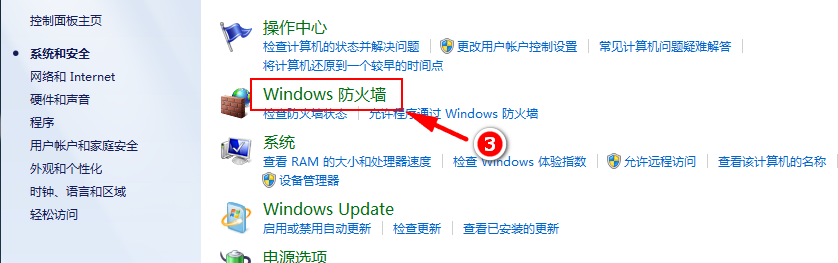 控制面板主页
系统和安全
网络和 Internet
硬件和声音
程序
用户帐户和家庭安全
外观和个性化
时钟、语言和区域
轻松访问
操作中心
检查计算机的状态并解决问题 更改用户帐户控制设置 常见计算机问题疑难解答
将计算机还原到一个较早的时间点
Windows 防火墙
检查防火墙状态 允许程序通过 Windows 防火墙
3
系统
查看 RAM 的大小和处理器速度 检查 Windows 体验指数 允许远程访问 查看该计算机的名称
设备管理器
Windows Update
启用或禁用自动更新 检查更新 查看已安装的更新
电源选项